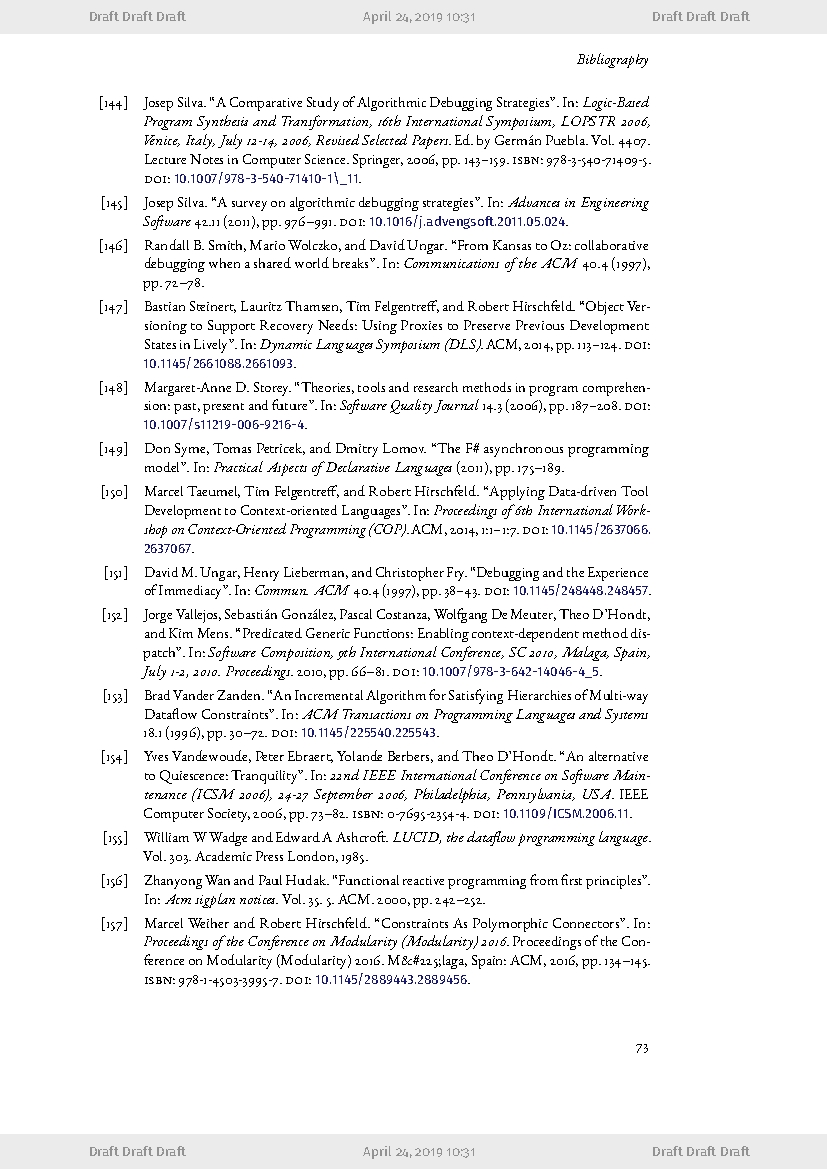 Draft Draft Draft April 24, 2019 10:31 Draft Draft Draft
Bibliography
[144] Josep Silva. “A Comparative Study of Algorithmic Debugging Strategies”. In: Logic-Based
Program Synthesis and Transformation, 16th International Symposium, LOPSTR 2006,
Venice, Italy, July 12-14, 2006, Revised Selected Papers. Ed. by Germán Puebla. Vol. 4407.
Lecture Notes in Computer Science. Springer, 2006, pp. 143–159. ISBN: 978-3-540-71409-5.
DOI: 10.1007/978-3-540-71410-1\_11.
[145] Josep Silva. “A survey on algorithmic debugging strategies”. In: Advances in Engineering
Software 42.11 (2011), pp. 976–991. DOI: 10.1016/j.advengsoft.2011.05.024.
[146] Randall B. Smith, Mario Wolczko, and David Ungar. “From Kansas to Oz: collaborative
debugging when a shared world breaks”. In: Communications of the ACM 40.4 (1997),
pp. 72–78.
[147] Bastian Steinert, Lauritz Thamsen, Tim Felgentreff, and Robert Hirschfeld. “Object Ver-
sioning to Support Recovery Needs: Using Proxies to Preserve Previous Development
States in Lively”. In: Dynamic Languages Symposium (DLS). ACM, 2014, pp. 113–124. DOI:
10.1145/2661088.2661093.
[148] Margaret-Anne D. Storey. “Theories, tools and research methods in program comprehen-
sion: past, present and future”. In: Software Quality Journal 14.3 (2006), pp. 187–208. DOI:
10.1007/s11219-006-9216-4.
[149] Don Syme, Tomas Petricek, and Dmitry Lomov. “The F# asynchronous programming
model”. In: Practical Aspects of Declarative Languages (2011), pp. 175–189.
[150] Marcel Taeumel, Tim Felgentreff, and Robert Hirschfeld. “Applying Data-driven Tool
Development to Context-oriented Languages”. In: Proceedings of 6th International Work-
shop on Context-Oriented Programming (COP). ACM, 2014, 1:1–1:7. DOI: 10.1145/2637066.
2637067.
[151] David M. Ungar, Henry Lieberman, and Christopher Fry. “Debugging and the Experience
of Immediacy”. In: Commun. ACM 40.4 (1997), pp. 38–43. DOI: 10.1145/248448.248457.
[152] Jorge Vallejos, Sebastián González, Pascal Costanza, Wolfgang De Meuter, Theo D’Hondt,
and Kim Mens. “Predicated Generic Functions: Enabling context-dependent method dis-
patch”. In: Software Composition, 9th International Conference, SC 2010, Malaga, Spain,
July 1-2, 2010. Proceedings. 2010, pp. 66–81. DOI: 10.1007/978-3-642-14046-4_5.
[153] Brad Vander Zanden. “An Incremental Algorithm for Satisfying Hierarchies of Multi-way
Dataflow Constraints”. In: ACM Transactions on Programming Languages and Systems
18.1 (1996), pp. 30–72. DOI: 10.1145/225540.225543.
[154] Yves Vandewoude, Peter Ebraert, Yolande Berbers, and Theo D’Hondt. “An alternative
to Quiescence: Tranquility”. In: 22nd IEEE International Conference on Software Main-
tenance (ICSM 2006), 24-27 September 2006, Philadelphia, Pennsylvania, USA. IEEE
Computer Society, 2006, pp. 73–82. ISBN: 0-7695-2354-4. DOI: 10.1109/ICSM.2006.11.
[155] William W Wadge and Edward A Ashcroft. LUCID, the dataflow programming language.
Vol. 303. Academic Press London, 1985.
[156] Zhanyong Wan and Paul Hudak. “Functional reactive programming from first principles”.
In: Acm sigplan notices. Vol. 35. 5. ACM. 2000, pp. 242–252.
[157] Marcel Weiher and Robert Hirschfeld. “Constraints As Polymorphic Connectors”. In:
Proceedings of the Conference on Modularity (Modularity) 2016. Proceedings of the Con-
ference on Modularity (Modularity) 2016. M&#225;laga, Spain: ACM, 2016, pp. 134–145.
ISBN: 978-1-4503-3995-7. DOI: 10.1145/2889443.2889456.
73
Draft Draft Draft April 24, 2019 10:31 Draft Draft Draft